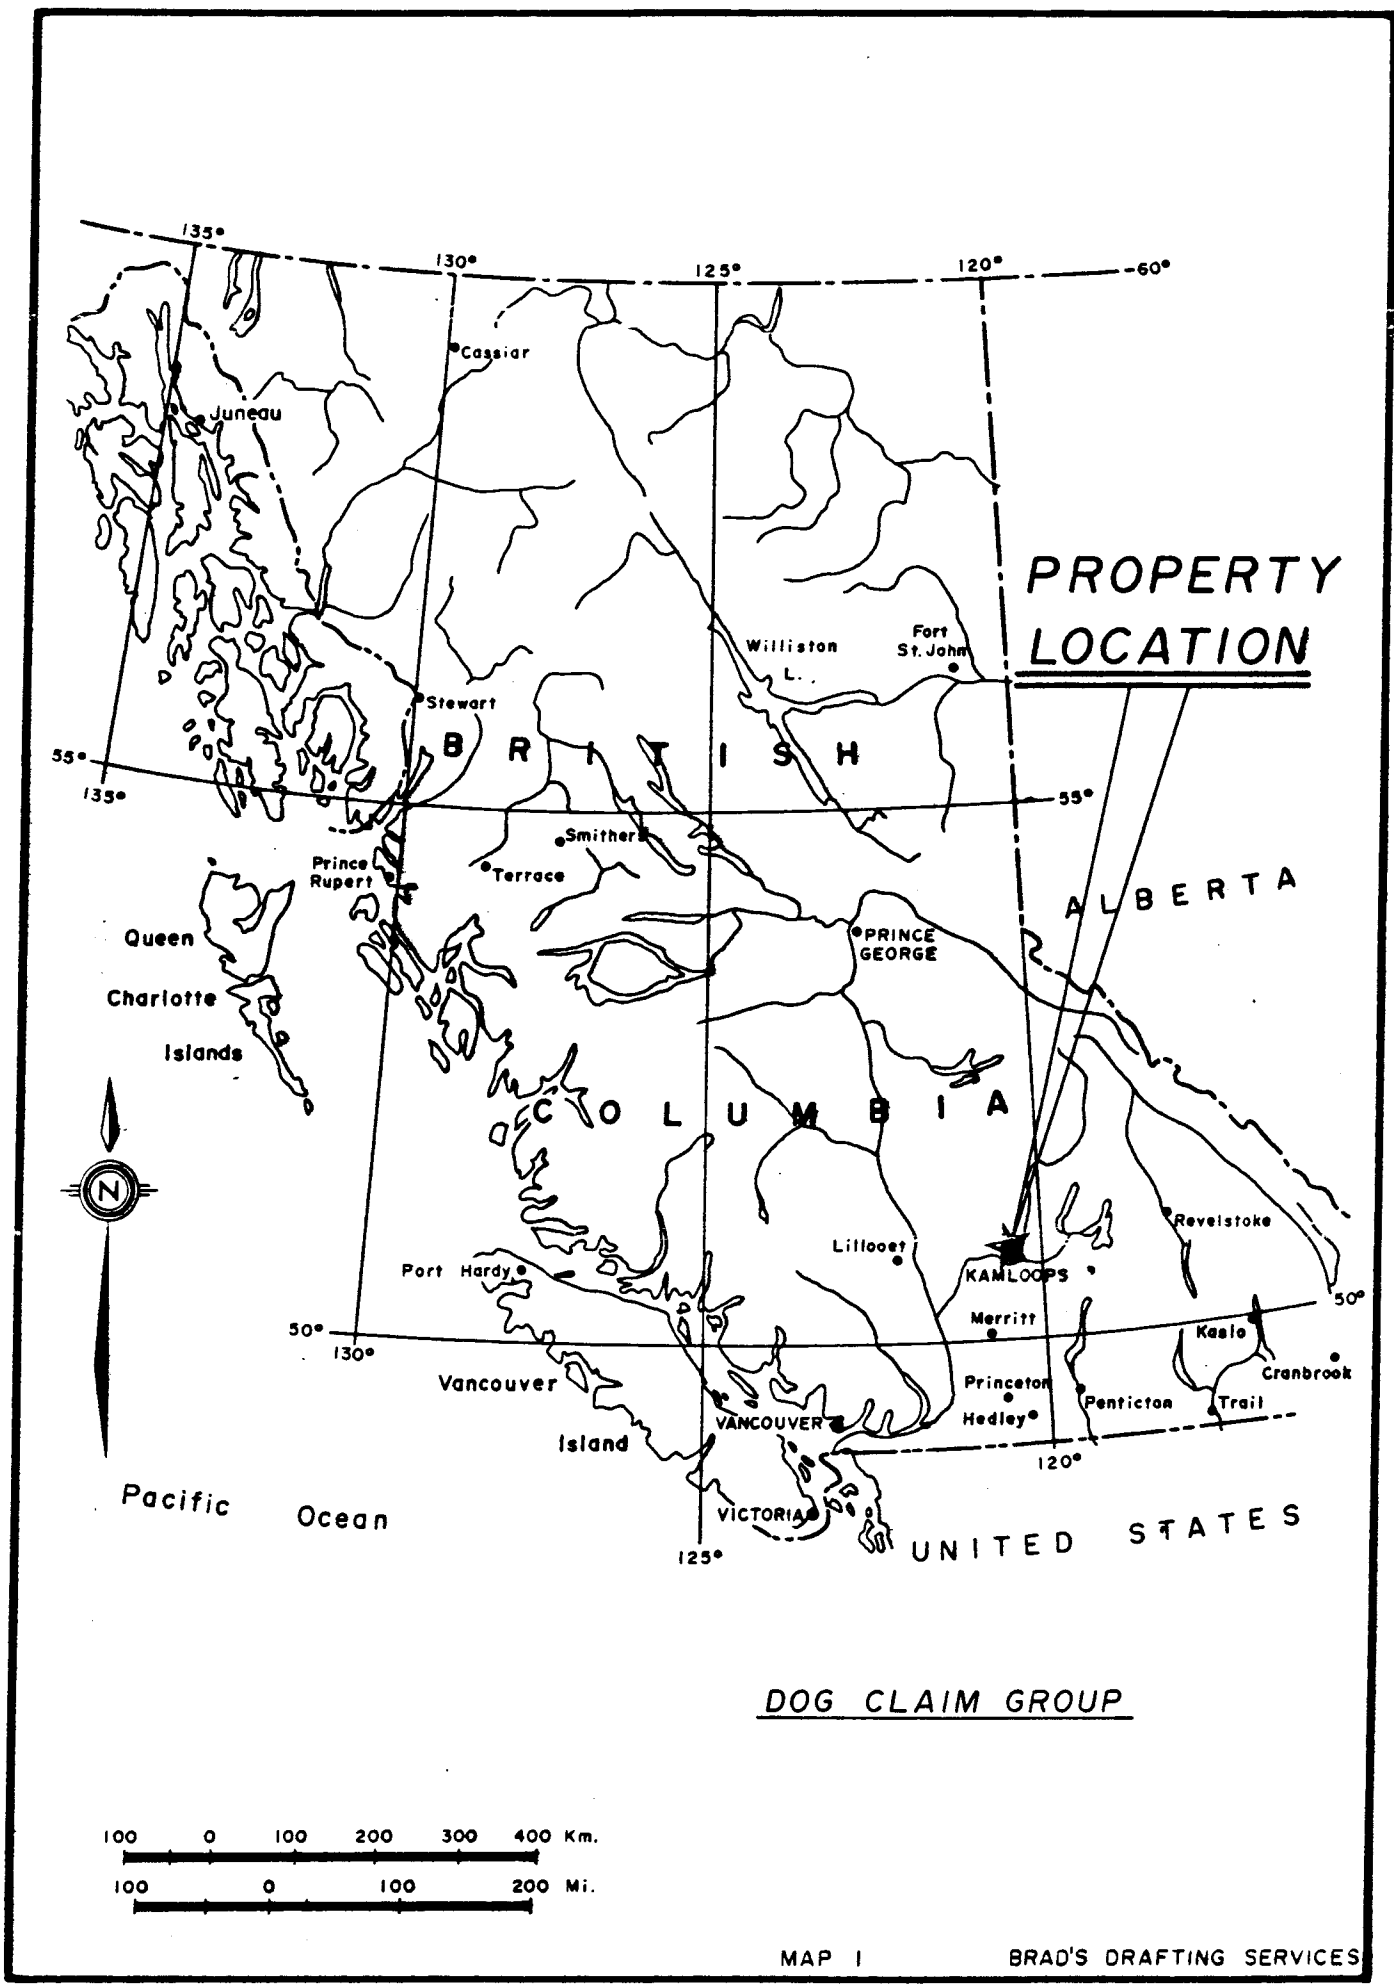 135°
130°
125°
120°
60°
Cassiar
Juneau
PROPERTY
LOCATION
Williston
L.
Fort
St. John
Stewart
BRITISH
55°
135°
55°
Smithers
Terrace
Prince
Rupert
ALBERTA
PRINCE
GEORGE
Queen
Charlotte
Islands
COLUMBIA
N
Revelstoke
Lillooet
Port Hardy
KAMLOOPS
50°
Merritt
Kaslo
50°
130°
Cranbrook
Vancouver
Island
Princeton
Penticton
Trail
VANCOUVER
Hedley
120°
Pacific Ocean
VICTORIA
UNITED STATES
125°
DOG CLAIM GROUP
100 0 100 200 300 400 Km.
100 0 100 200 Mi.
MAP 1 BRAD'S DRAFTING SERVICES